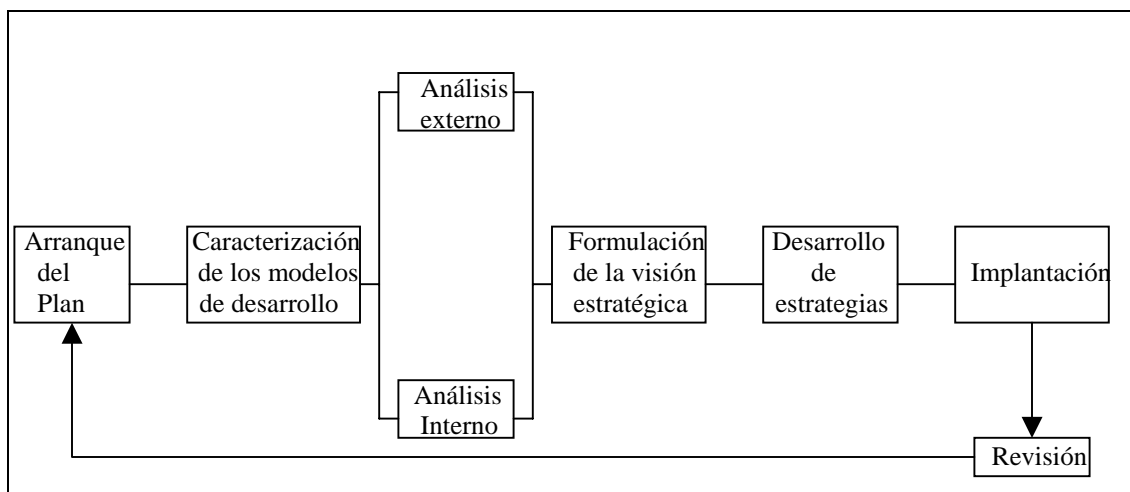 Análisis
externo
Arranque
del
Plan
Caracterización
de los modelos
de desarrollo
Formulación
de la visión
estratégica
Desarrollo
de
estrategias
Implantación
Análisis
Interno
Revisión